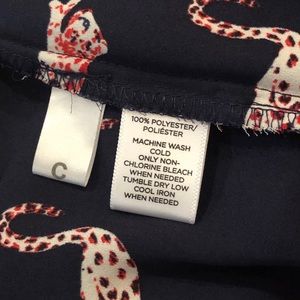 C
100% POLYESTER/
POLIÉSTER
MACHINE WASH
COLD
ONLY NON-
CHLORINE BLEACH
WHEN NEEDED
TUMBLE DRY LOW
COOL IRON
WHEN NEEDED